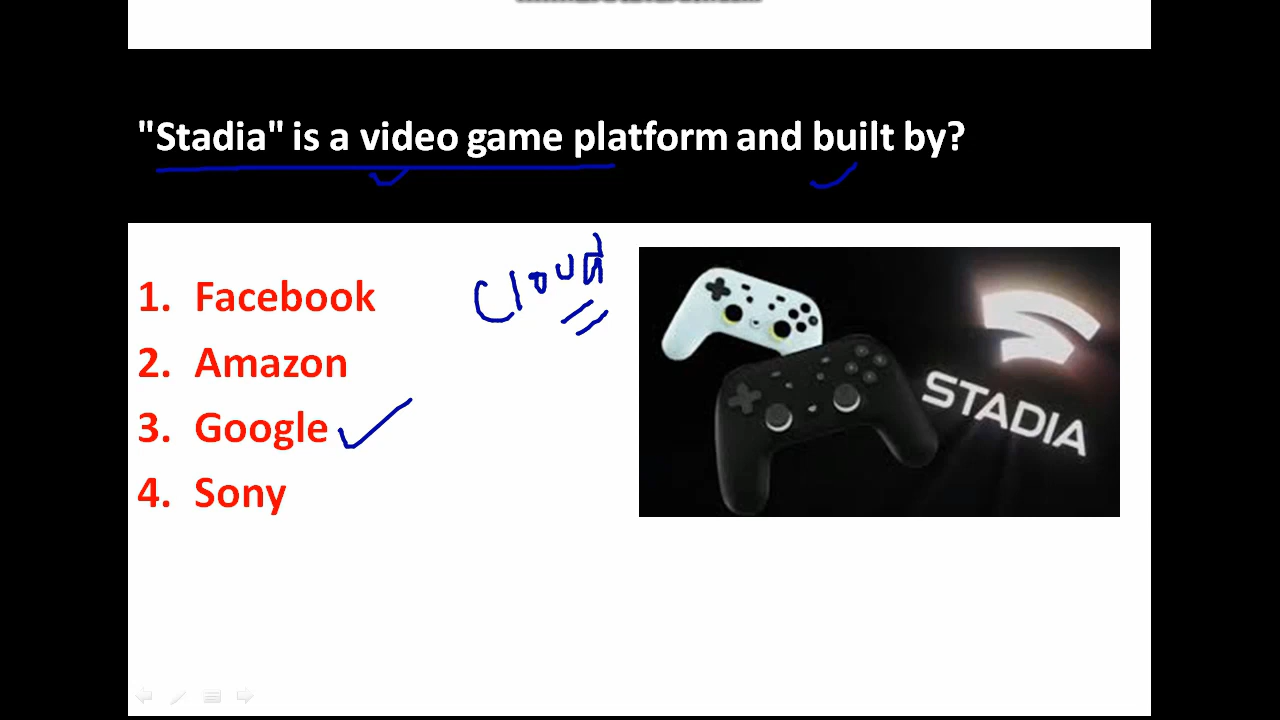 "Stadia" is a video game platform and built by?
1. Facebook
2. Amazon
3. Google
4. Sony
Cloud
STADIA